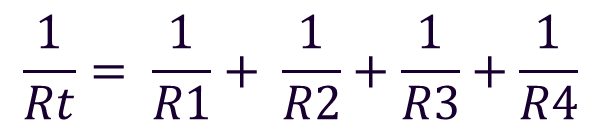 1/Rt = 1/R1 + 1/R2 + 1/R3 + 1/R4